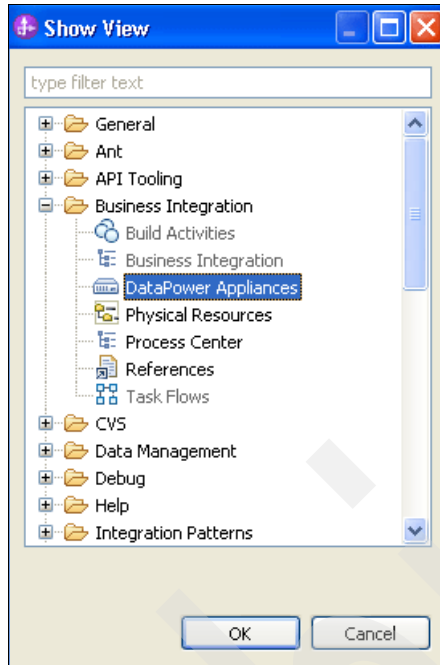 Show View
type filter text
General
Ant
API Tooling
Business Integration
Build Activities
Business Integration
DataPower Appliances
Physical Resources
Process Center
References
Task Flows
CVS
Data Management
Debug
Help
Integration Patterns
OK Cancel